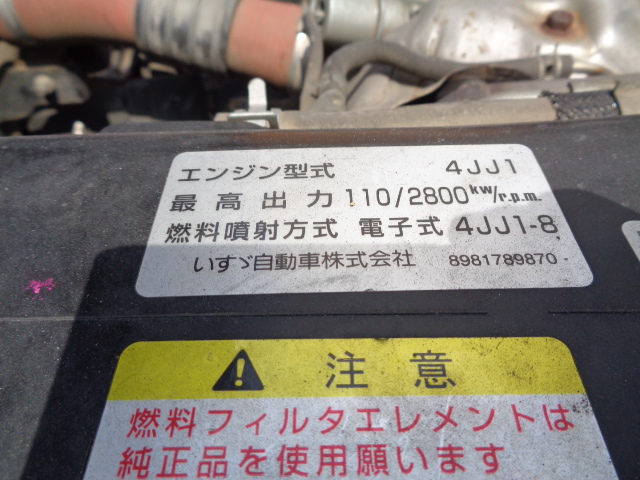 エンジン型式 4JJ1
最高出力 110/2800kw/r.p.m.
燃料噴射方式 電子式 4JJ1-8
いすゞ自動車株式会社 8981789870-
注意
燃料フィルタエレメントは
純正品を使用願います